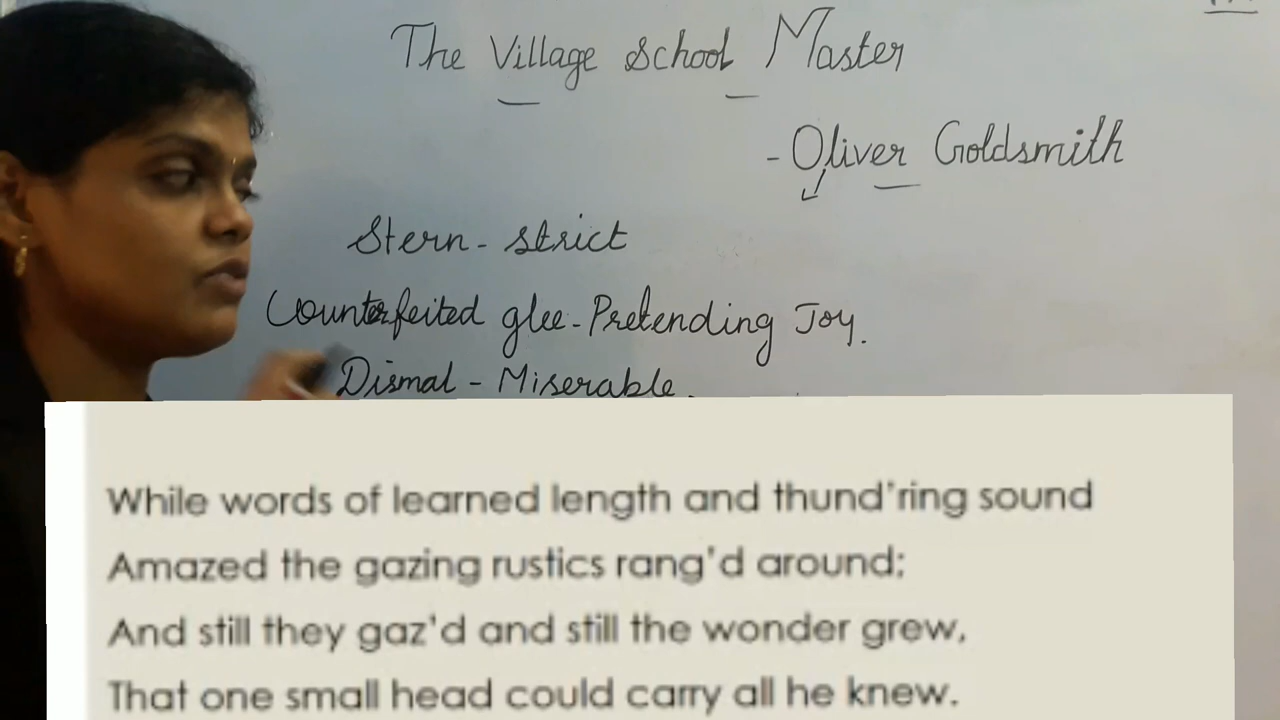 The Village School Master
- Oliver Goldsmith
Stern - strict
Counterfeited glee - Pretending Joy.
Dismal - Miserable.
While words of learned length and thund'ring sound
Amazed the gazing rustics rang'd around;
And still they gaz'd and still the wonder grew,
That one small head could carry all he knew.